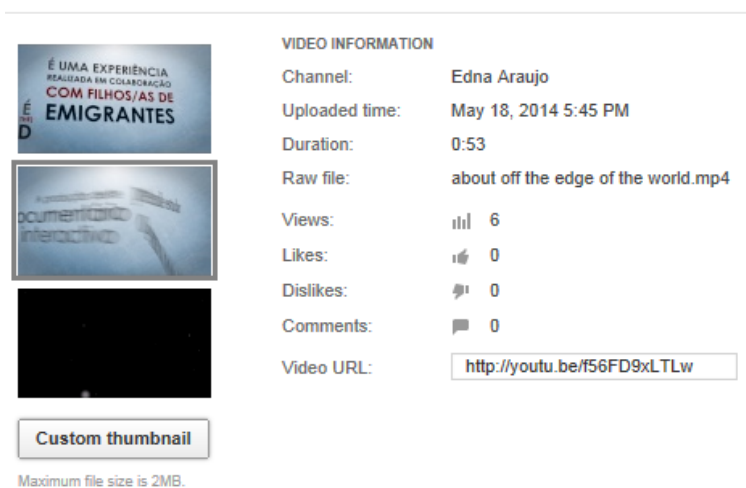 É UMA EXPERIÊNCIA
REALIZADA EM COLABORAÇÃO
COM FILHOS/AS DE
É EMIGRANTES
D
documentário
interactivo
Custom thumbnail
Maximum file size is 2MB.
VIDEO INFORMATION
Channel: Edna Araujo
Uploaded time: May 18, 2014 5:45 PM
Duration: 0:53
Raw file: about off the edge of the world.mp4
Views: 6
Likes: 0
Dislikes: 0
Comments: 0
Video URL: http://youtu.be/f56FD9xLTLw